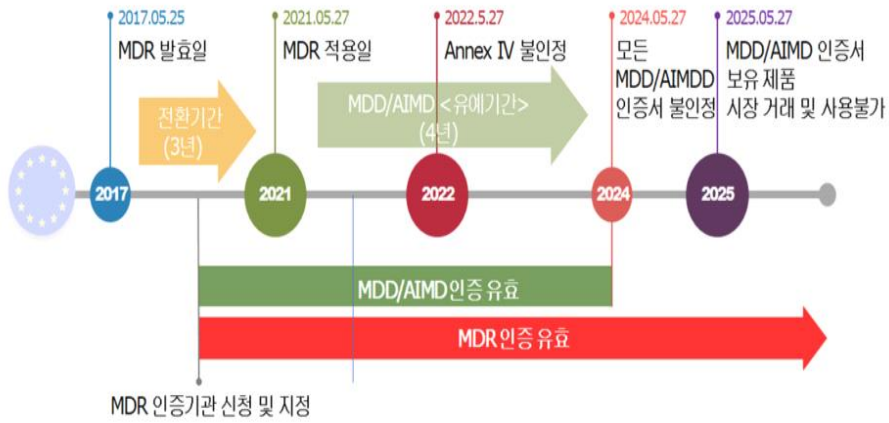 2017.05.25
MDR 발효일
2021.05.27
MDR 적용일
2022.5.27
Annex IV 불인정
2024.05.27
모든
MDD/AIMDD
인증서 불인정
2025.05.27
MDD/AIMD 인증서
보유 제품
시장 거래 및 사용불가
전환기간
(3년)
MDD/AIMD <유예기간>
(4년)
2017
2021
2022
2024
2025
MDD/AIMD인증 유효
MDR인증 유효
MDR 인증기관 신청 및 지정